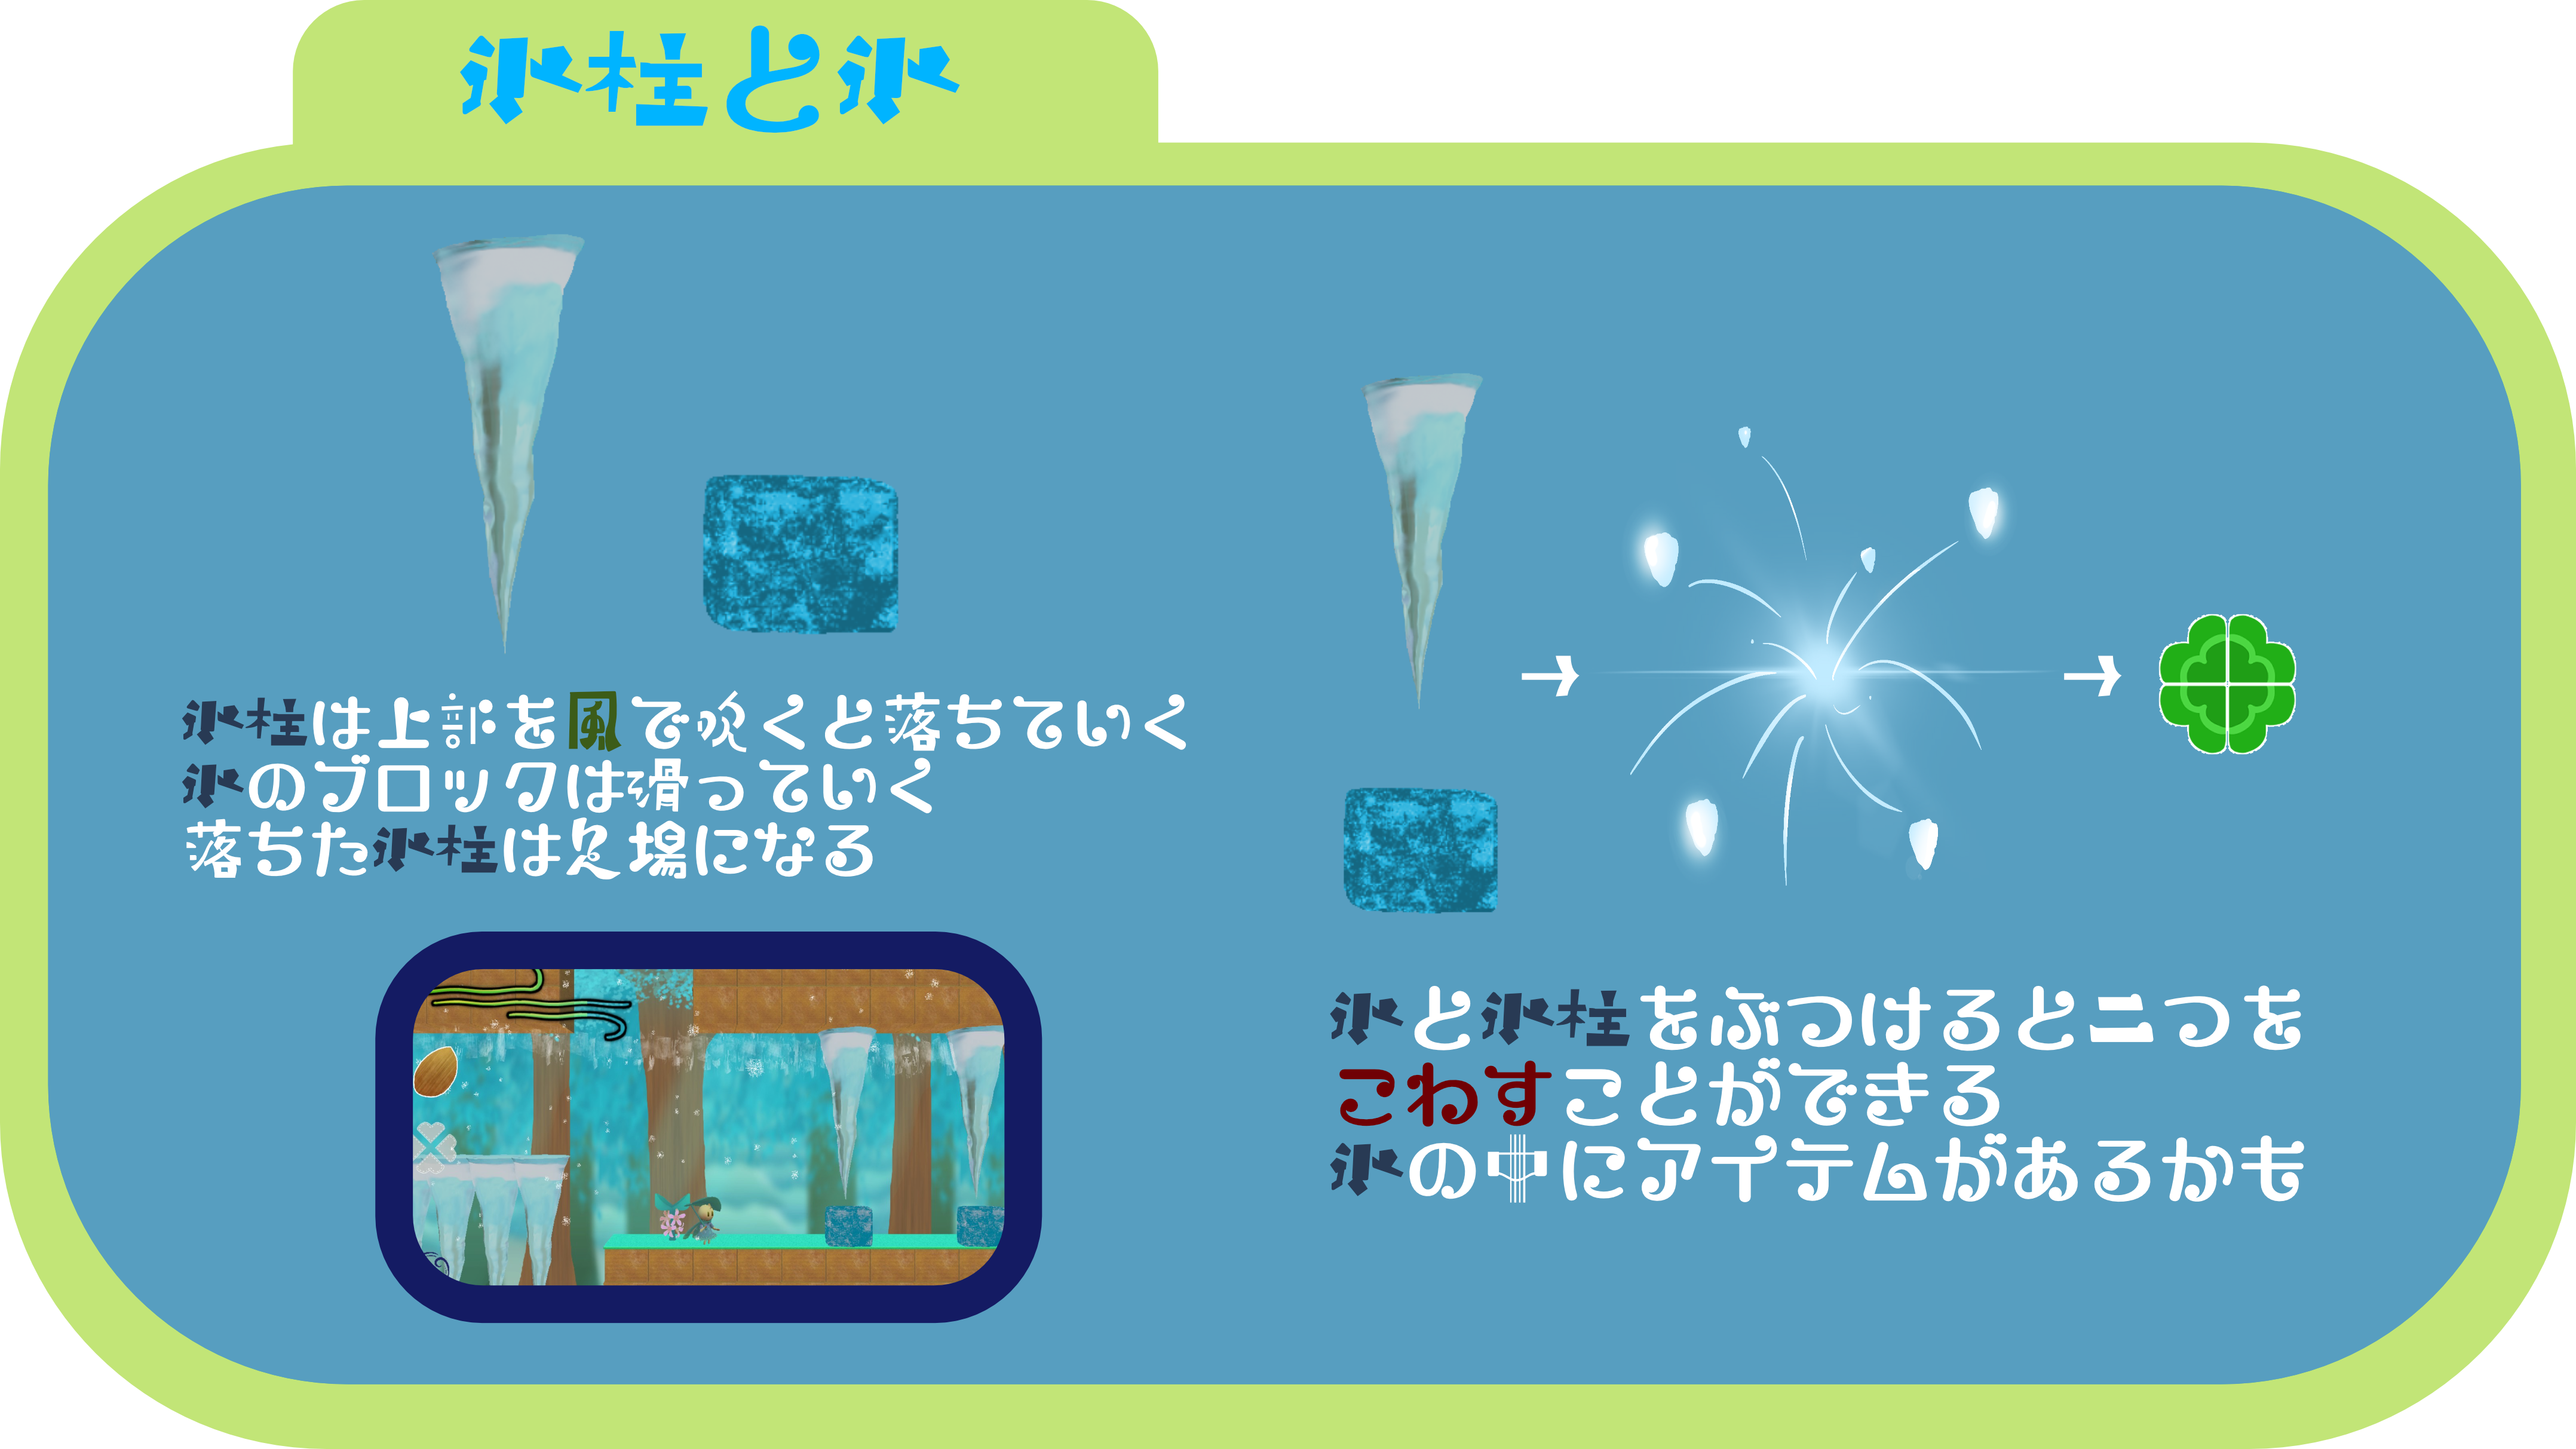 氷柱と氷
氷柱は上部を風で吹くと落ちていく
氷のブロックは滑っていく
落ちた氷柱は足場になる
氷と氷柱をぶつけると二つを
こわすことができる
氷の中にアイテムがあるかも